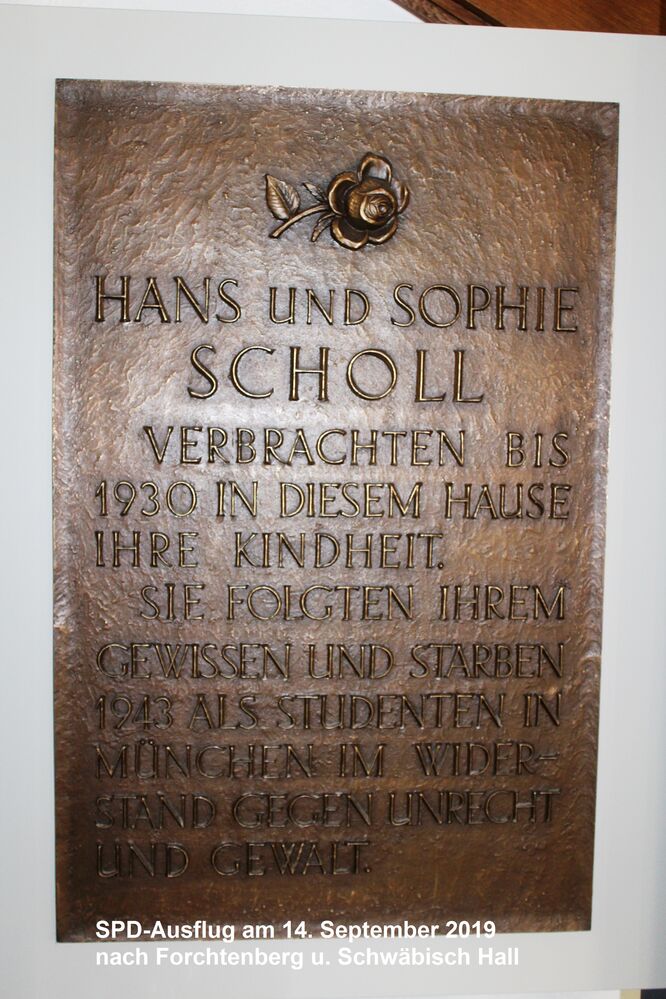 HANS UND SOPHIE
SCHOLL
VERBRACHTEN BIS
1930 IN DIESEM HAUSE
IHRE KINDHEIT.
SIE FOLGTEN IHREM
GEWISSEN UND STARBEN
1943 ALS STUDENTEN IN
MÜNCHEN IM WIDER-
STAND GEGEN UNRECHT
UND GEWALT.
SPD-Ausflug am 14. September 2019
nach Forchtenberg u. Schwäbisch Hall